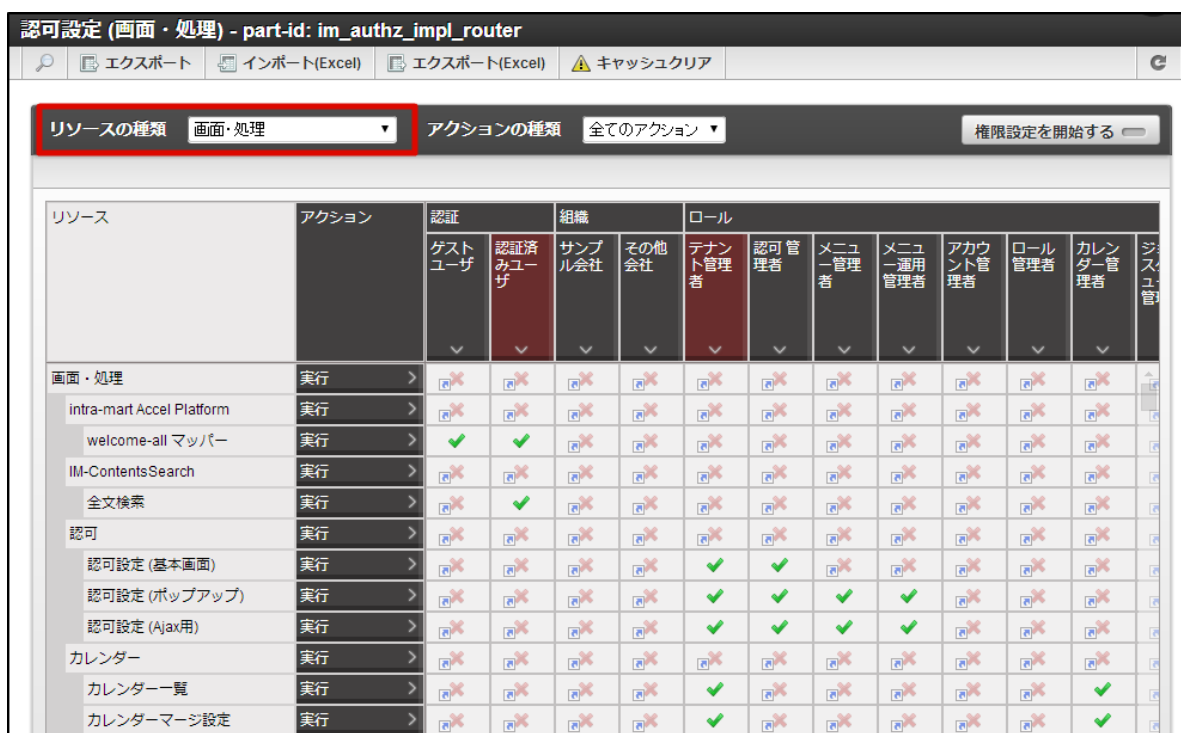 認可設定 (画面・処理) - part-id: im_authz_impl_router
エクスポート インポート(Excel) エクスポート(Excel) キャッシュクリア
リソースの種類 画面・処理 アクションの種類 全てのアクション 権限設定を開始する
リソース アクション 認証 組織 ロール
ゲストユーザ 認証済みユーザ サンプル会社 その他会社 テナント管理者 認可管理者 メニュー管理者 メニュー運用管理者 アカウント管理者 ロール管理者 カレンダー管理者
画面・処理 実行
intra-mart Accel Platform 実行
welcome-all マッパー 実行
IM-ContentsSearch 実行
全文検索 実行
認可 実行
認可設定 (基本画面) 実行
認可設定 (ポップアップ) 実行
認可設定 (Ajax用) 実行
カレンダー 実行
カレンダー一覧 実行
カレンダーマージ設定 実行